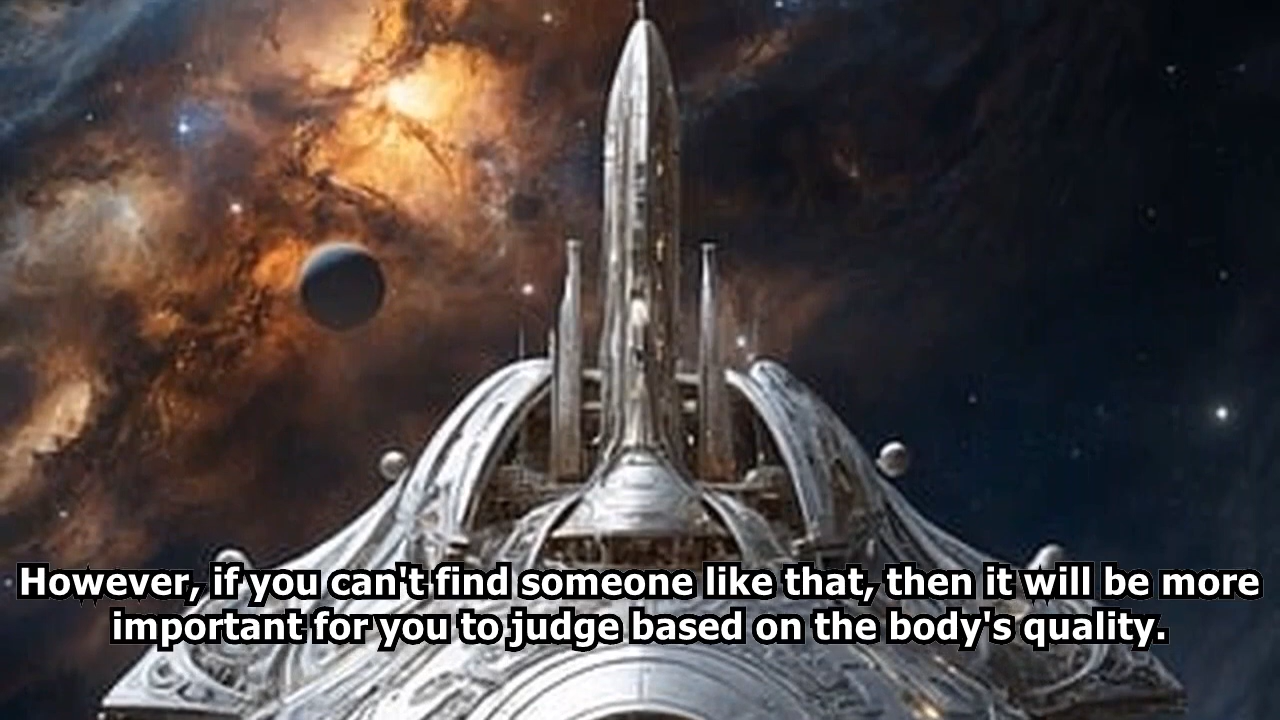 However, if you can't find someone like that, then it will be more
important for you to judge based on the body's quality.